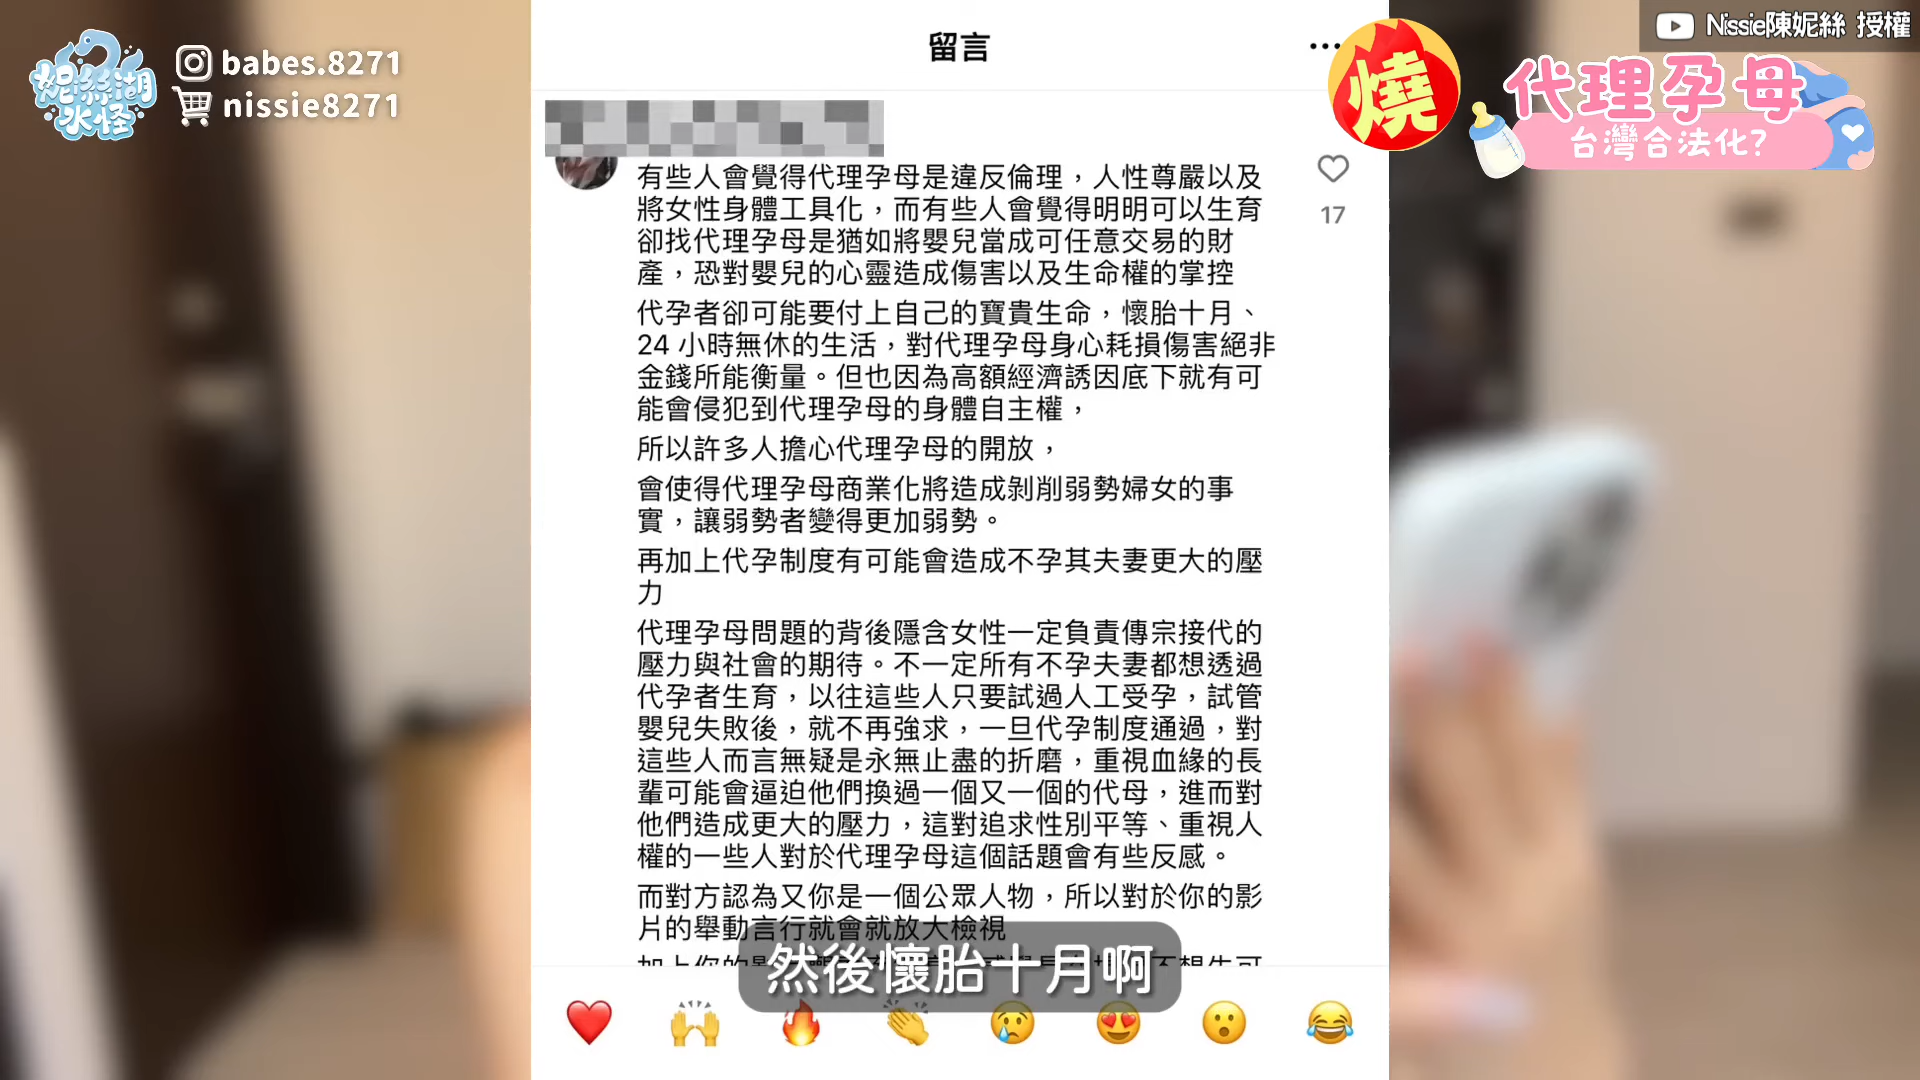 妮絲湖水怪
babes.8271
nissie8271
留言
Nissie陳妮絲 授權
燒
代理孕母
台灣合法化?
有些人會覺得代理孕母是違反倫理，人性尊嚴以及
將女性身體工具化，而有些人會覺得明明可以生育
卻找代理孕母是猶如將嬰兒當成可任意交易的財
產，恐對嬰兒的心靈造成傷害以及生命權的掌控
17
代孕者卻可能要付上自己的寶貴生命，懷胎十月、
24 小時無休的生活，對代理孕母身心耗損傷害絕非
金錢所能衡量。但也因為高額經濟誘因底下就有可
能會侵犯到代理孕母的身體自主權，
所以許多人擔心代理孕母的開放，
會使得代理孕母商業化將造成剝削弱勢婦女的事
實，讓弱勢者變得更加弱勢。
再加上代孕制度有可能會造成不孕其夫妻更大的壓
力
代理孕母問題的背後隱含女性一定負責傳宗接代的
壓力與社會的期待。不一定所有不孕夫妻都想透過
代孕者生育，以往這些人只要試過人工受孕，試管
嬰兒失敗後，就不再強求，一旦代孕制度通過，對
這些人而言無疑是永無止盡的折磨，重視血緣的長
輩可能會逼迫他們換過一個又一個的代母，進而對
他們造成更大的壓力，這對追求性別平等、重視人
權的一些人對於代理孕母這個話題會有些反感。
而對方認為又你是一個公眾人物，所以對於你的影
片的舉動言行就會就放大檢視
加上你的影
然後懷胎十月啊